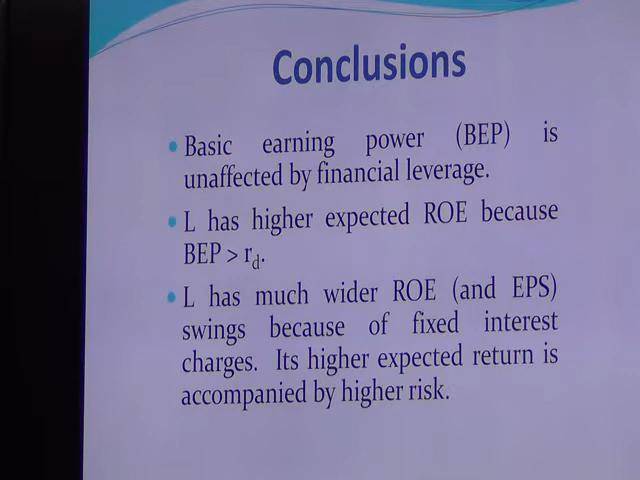 Conclusions
• Basic earning power (BEP) is
unaffected by financial leverage.
• L has higher expected ROE because
BEP > rd.
• L has much wider ROE (and EPS)
swings because of fixed interest
charges. Its higher expected return is
accompanied by higher risk.